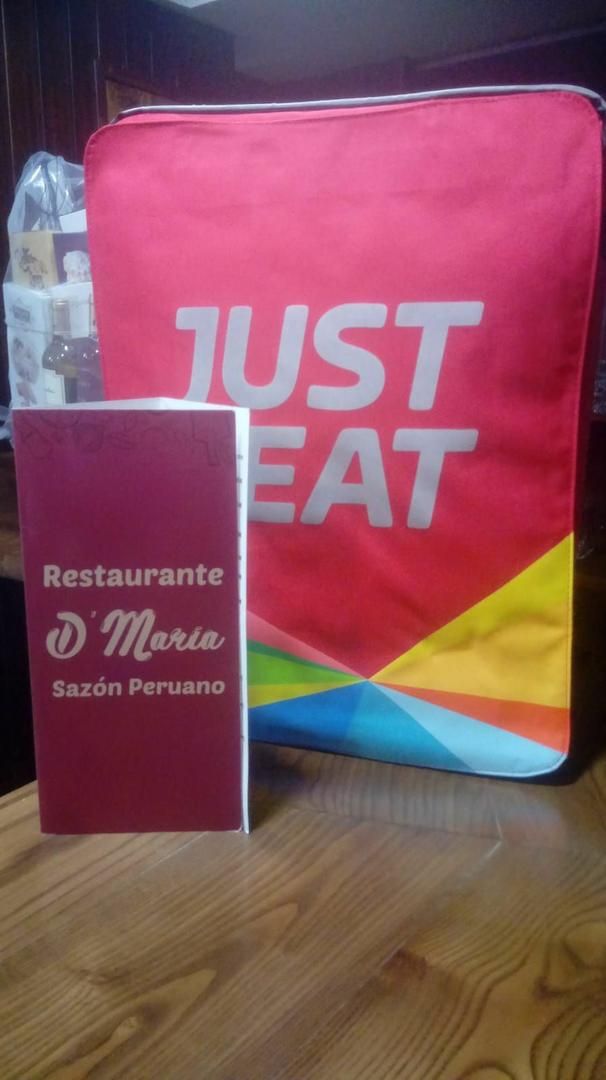 JUST
EAT
Restaurante
D'María
Sazón Peruano